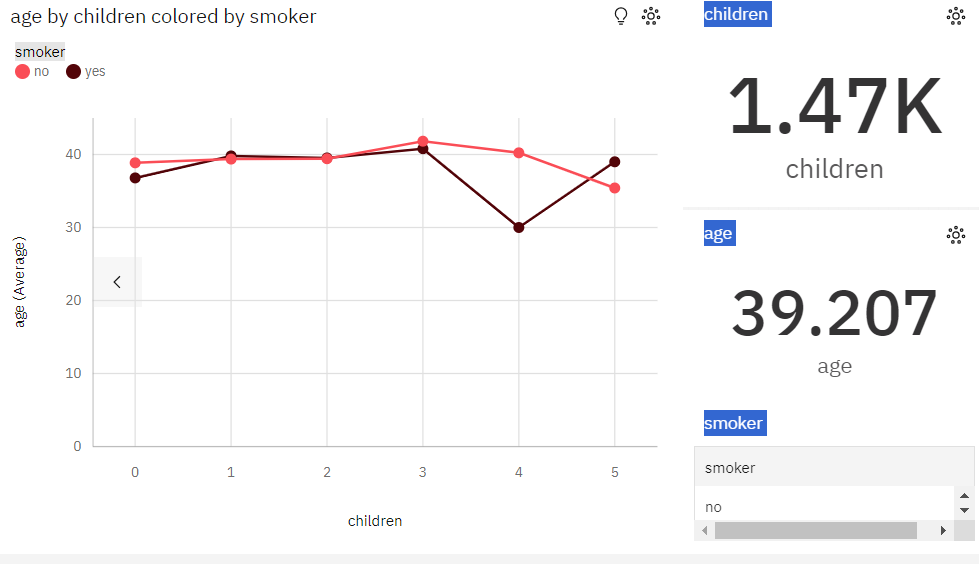 age by children colored by smoker
smoker
no yes
40
30
20
10
0
age (Average)
0 1 2 3 4 5
children
children
1.47K
children
age
39.207
age
smoker
smoker
no